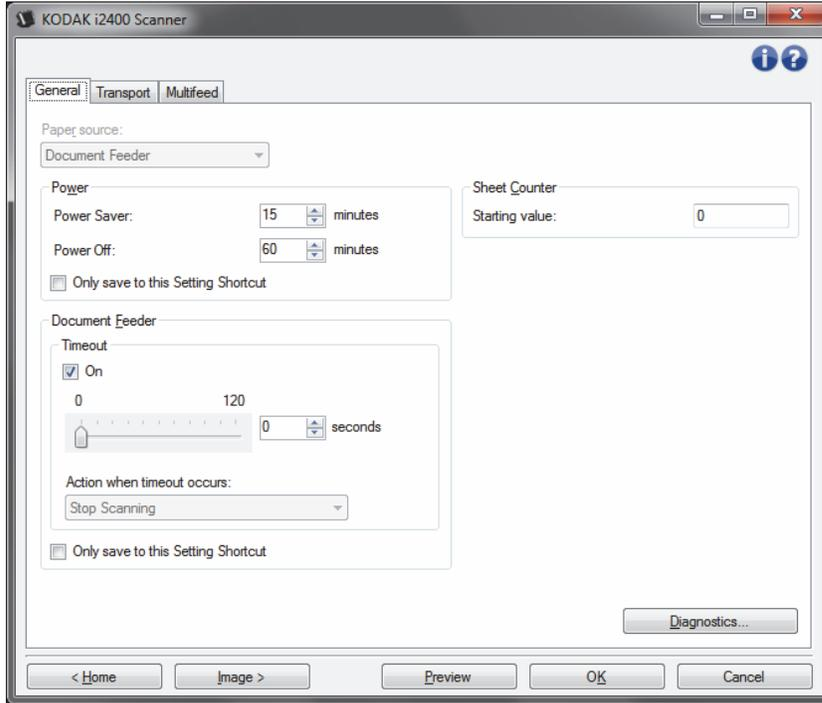 KODAK i2400 Scanner
General Transport Multifeed
Paper source:
Document Feeder
Power
Power Saver: 15 minutes
Power Off: 60 minutes
Only save to this Setting Shortcut
Sheet Counter
Starting value: 0
Document Feeder
Timeout
On
0 120
0 seconds
Action when timeout occurs:
Stop Scanning
Only save to this Setting Shortcut
Diagnostics...
< Home Image > Preview OK Cancel